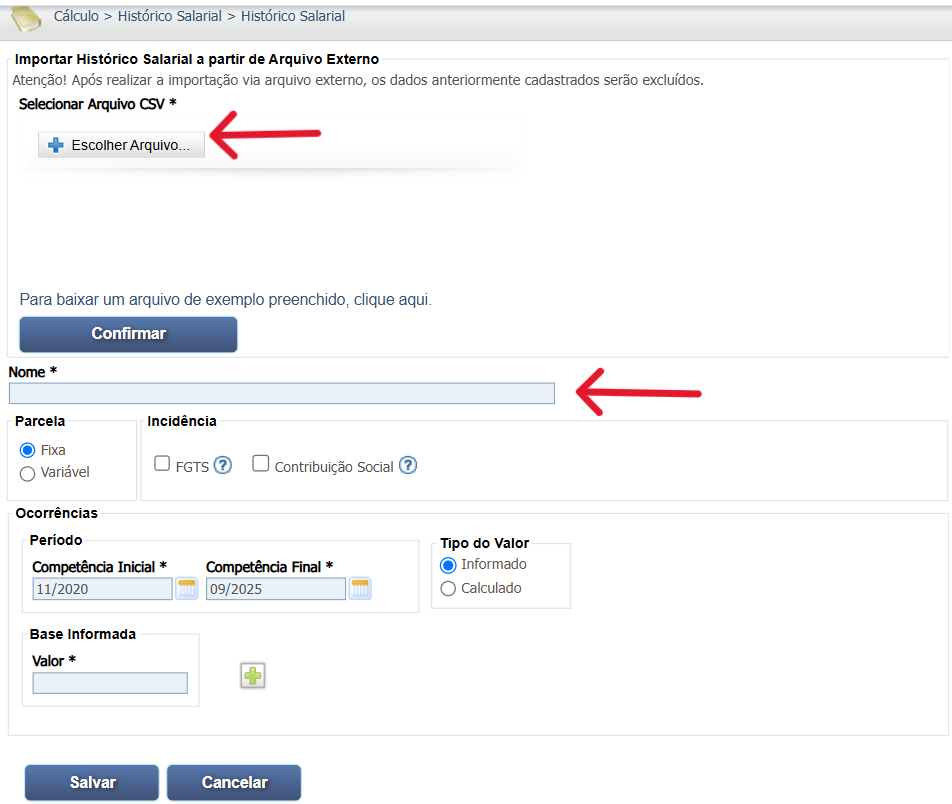 Cálculo > Histórico Salarial > Histórico Salarial
Importar Histórico Salarial a partir de Arquivo Externo
Atenção! Após realizar a importação via arquivo externo, os dados anteriormente cadastrados serão excluídos.
Selecionar Arquivo CSV *
Escolher Arquivo...
Para baixar um arquivo de exemplo preenchido, clique aqui.
Confirmar
Nome *
Parcela
Fixa
Variável
Incidência
FGTS ? Contribuição Social ?
Ocorrências
Período
Competência Inicial * Competência Final *
11/2020 09/2025
Tipo do Valor
Informado
Calculado
Base Informada
Valor *
Salvar Cancelar